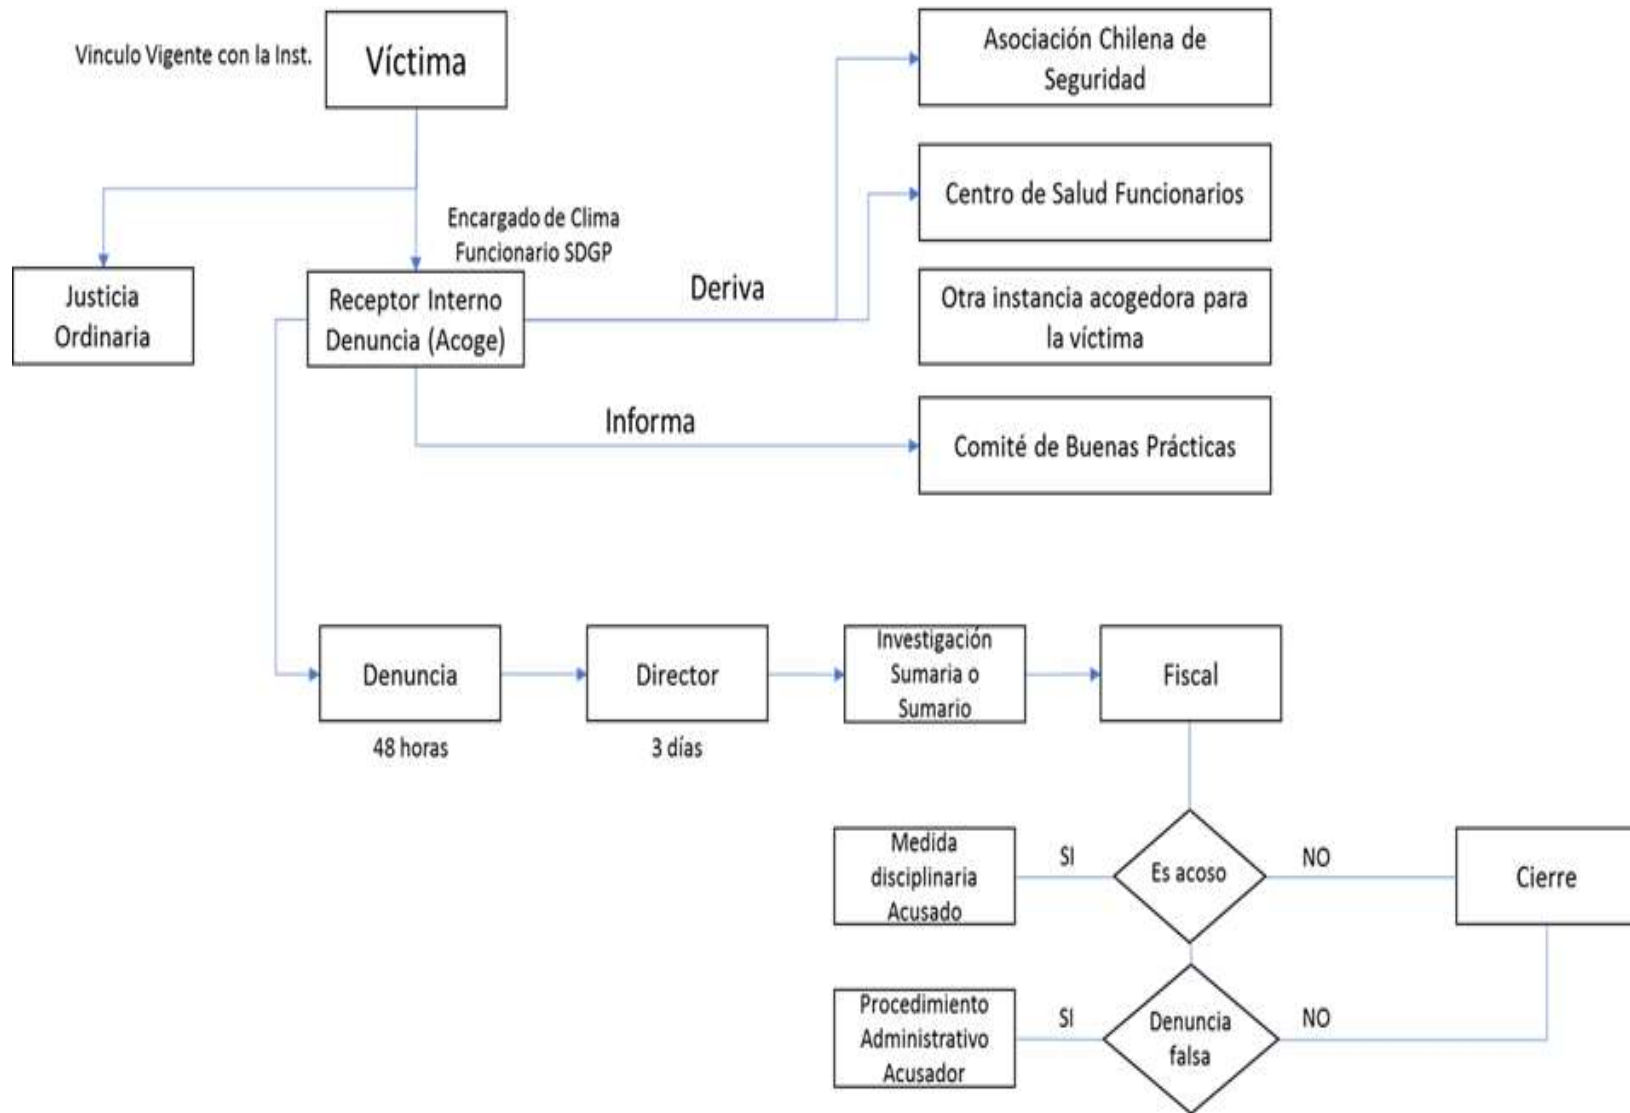 Vinculo Vigente con la Inst.
Víctima
Asociación Chilena de
Seguridad
Centro de Salud Funcionarios
Encargado de Clima
Funcionario SDGP
Justicia
Ordinaria
Receptor Interno
Denuncia (Acoge)
Deriva
Otra instancia acogedora para
la víctima
Informa
Comité de Buenas Prácticas
Denuncia
48 horas
Director
3 días
Investigación
Sumaria o
Sumario
Fiscal
Medida
disciplinaria
Acusado
SI
Es acoso
NO
Cierre
Procedimiento
Administrativo
Acusador
SI
Denuncia
falsa
NO